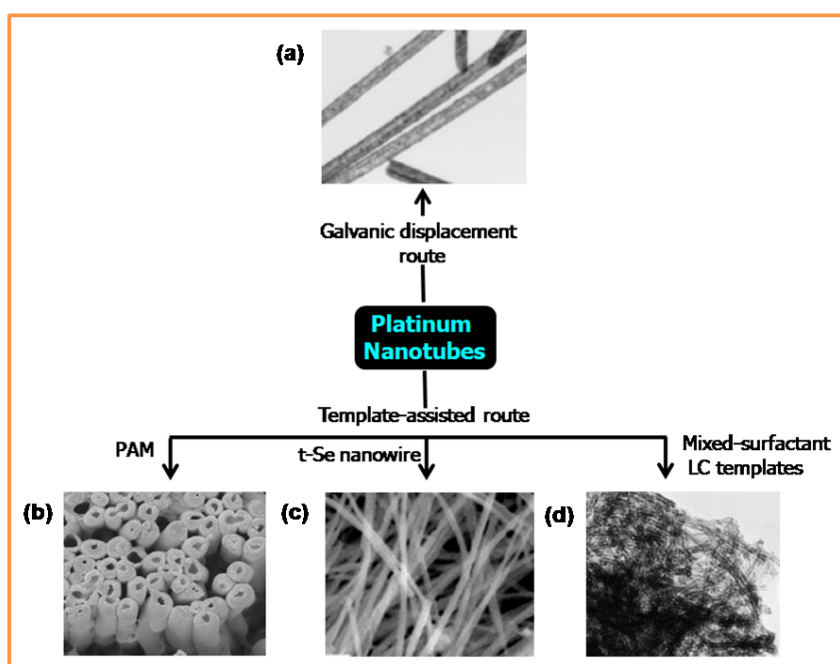 (a)
Galvanic displacement
route
Platinum
Nanotubes
Template-assisted route
PAM
t-Se nanowire
Mixed-surfactant
LC templates
(b)
(c)
(d)